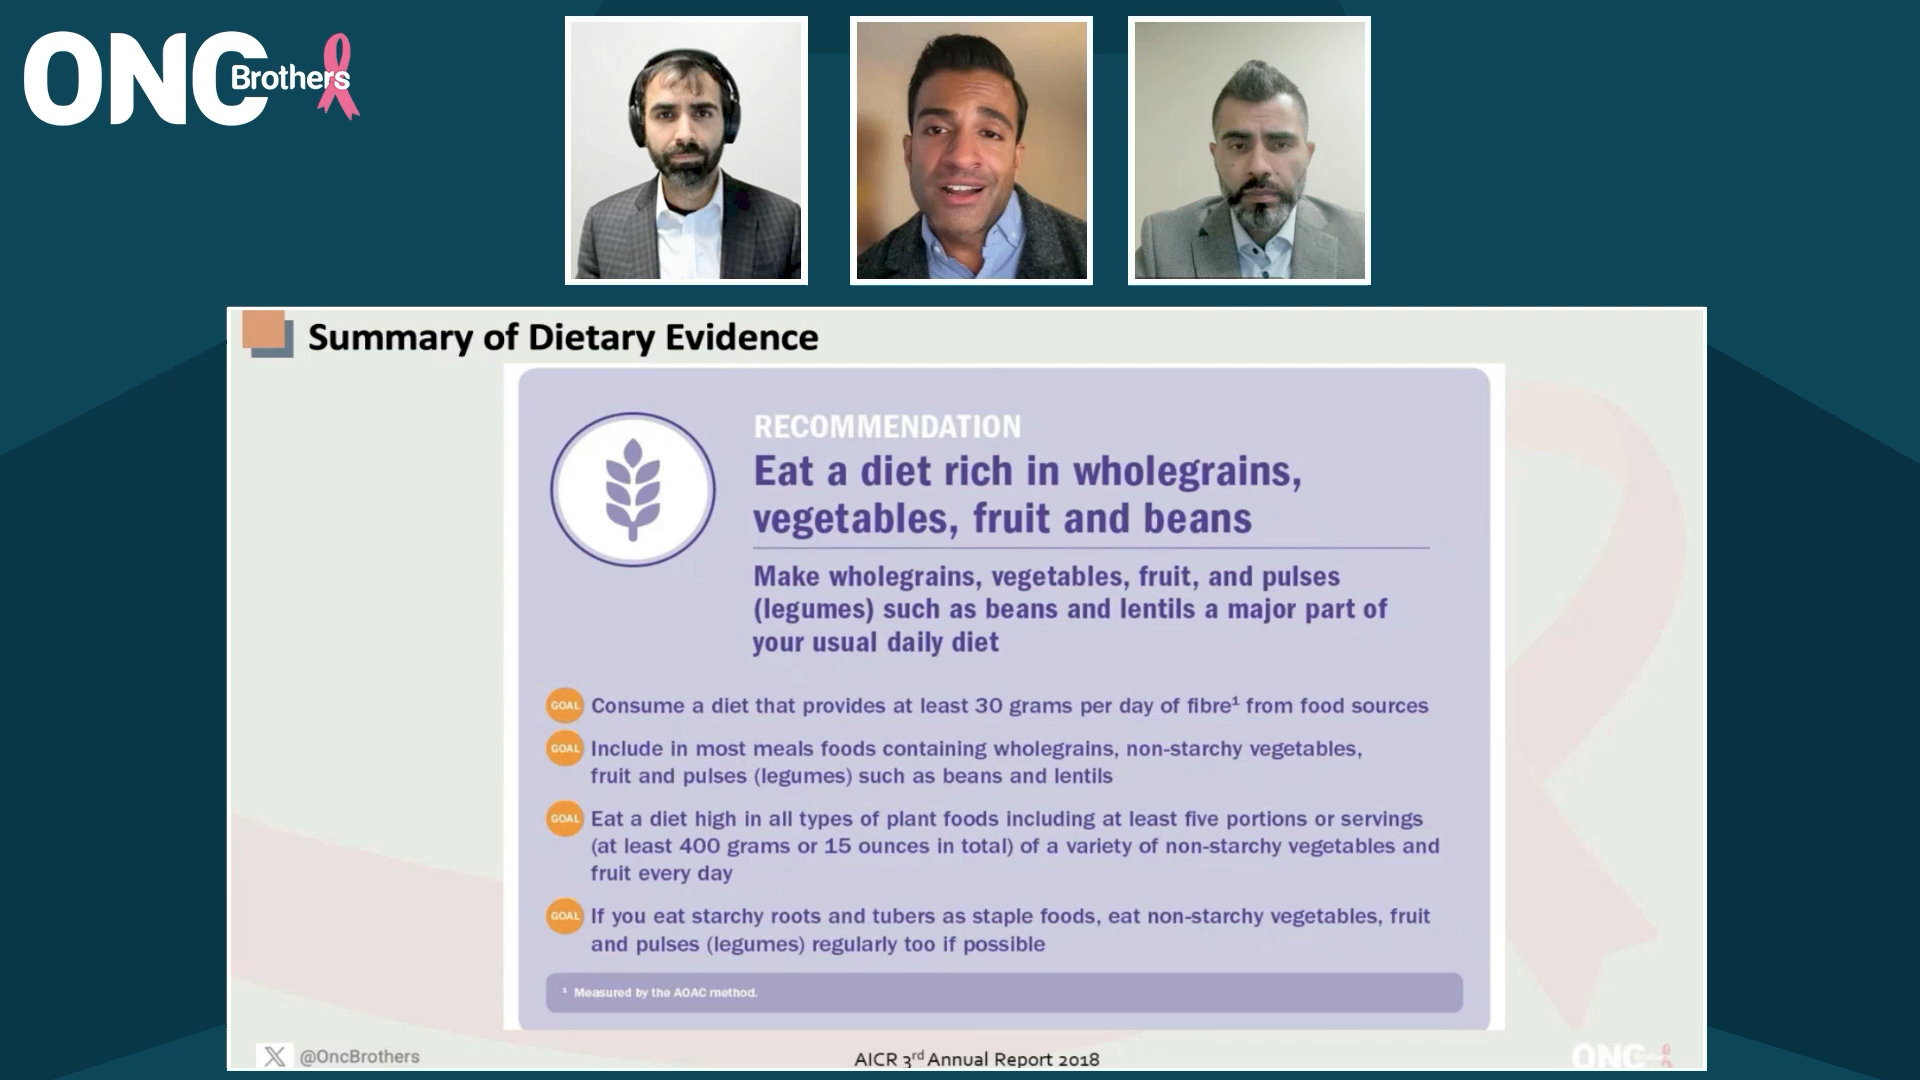 ONC Brothers
Summary of Dietary Evidence
RECOMMENDATION
Eat a diet rich in wholegrains,
vegetables, fruit and beans
Make wholegrains, vegetables, fruit, and pulses
(legumes) such as beans and lentils a major part of
your usual daily diet
GOAL Consume a diet that provides at least 30 grams per day of fibre¹ from food sources
GOAL Include in most meals foods containing wholegrains, non-starchy vegetables,
fruit and pulses (legumes) such as beans and lentils
GOAL Eat a diet high in all types of plant foods including at least five portions or servings
(at least 400 grams or 15 ounces in total) of a variety of non-starchy vegetables and
fruit every day
GOAL If you eat starchy roots and tubers as staple foods, eat non-starchy vegetables, fruit
and pulses (legumes) regularly too if possible
¹ Measured by the AOAC method.
@OncBrothers
AICR 3rd Annual Report 2018
ONC